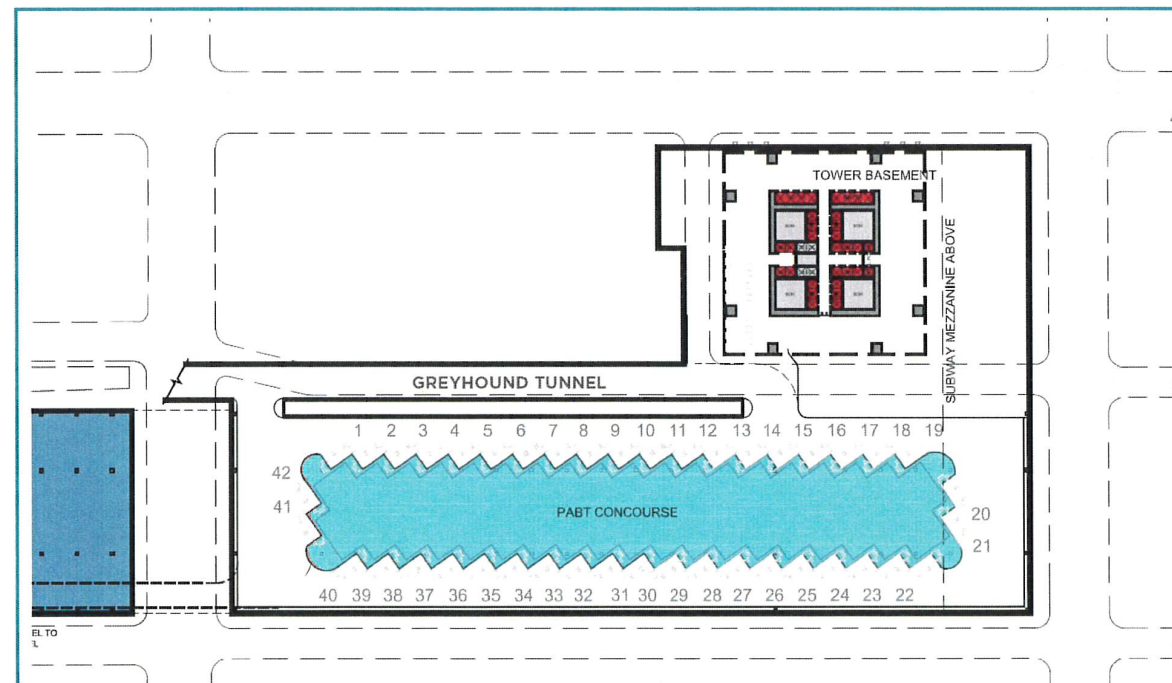 TOWER BASEMENT
SUBWAY MEZZANINE ABOVE
GREYHOUND TUNNEL
1 2 3 4 5 6 7 8 9 10 11 12 13 14 15 16 17 18 19
42
41
PABT CONCOURSE
20
21
40 39 38 37 36 35 34 33 32 31 30 29 28 27 26 25 24 23 22
EL TO